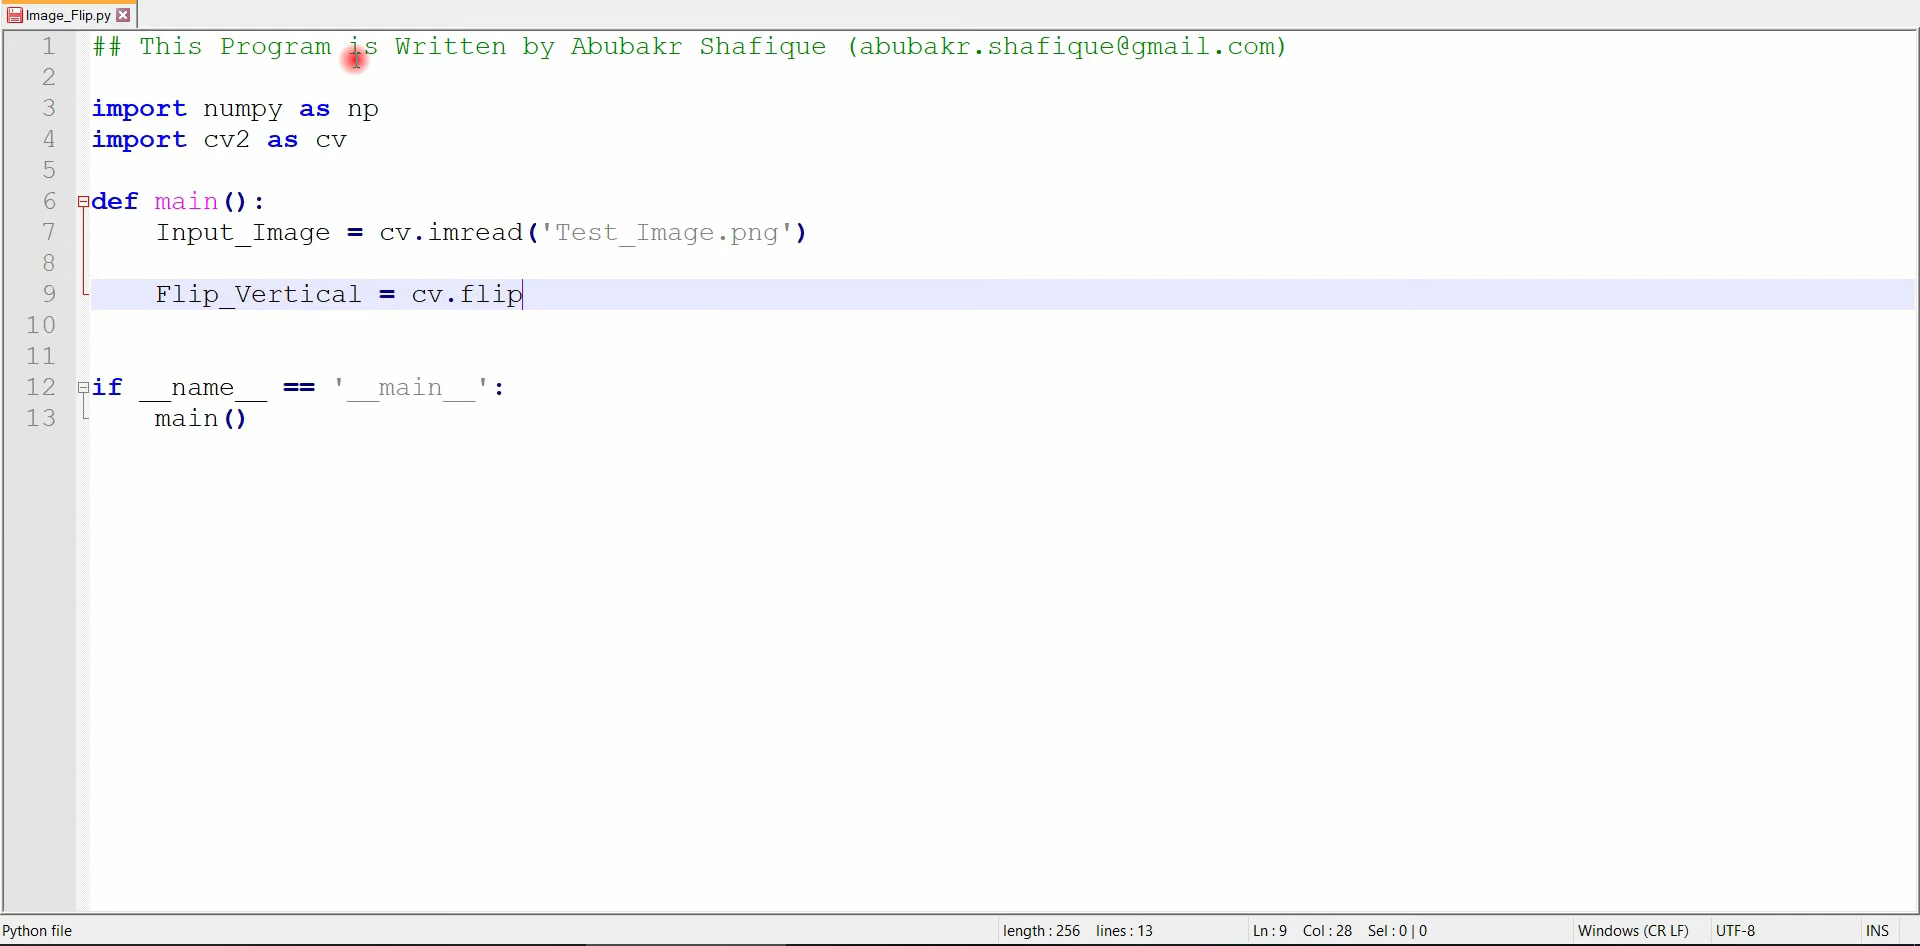 Image_Flip.py
1 ## This Program is Written by Abubakr Shafique (abubakr.shafique@gmail.com)
2
3 import numpy as np
4 import cv2 as cv
5
6 def main():
7 Input_Image = cv.imread('Test_Image.png')
8
9 Flip_Vertical = cv.flip
10
11
12 if __name__ == '__main__':
13 main()
Python file length : 256 lines : 13 Ln : 9 Col : 28 Sel : 0 | 0 Windows (CR LF) UTF-8 INS